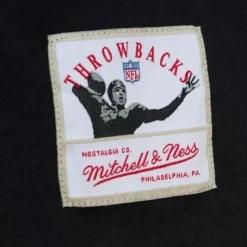 THROWBACKS
NFL
NOSTALGIA CO.
Mitchell & Ness
PHILADELPHIA, PA